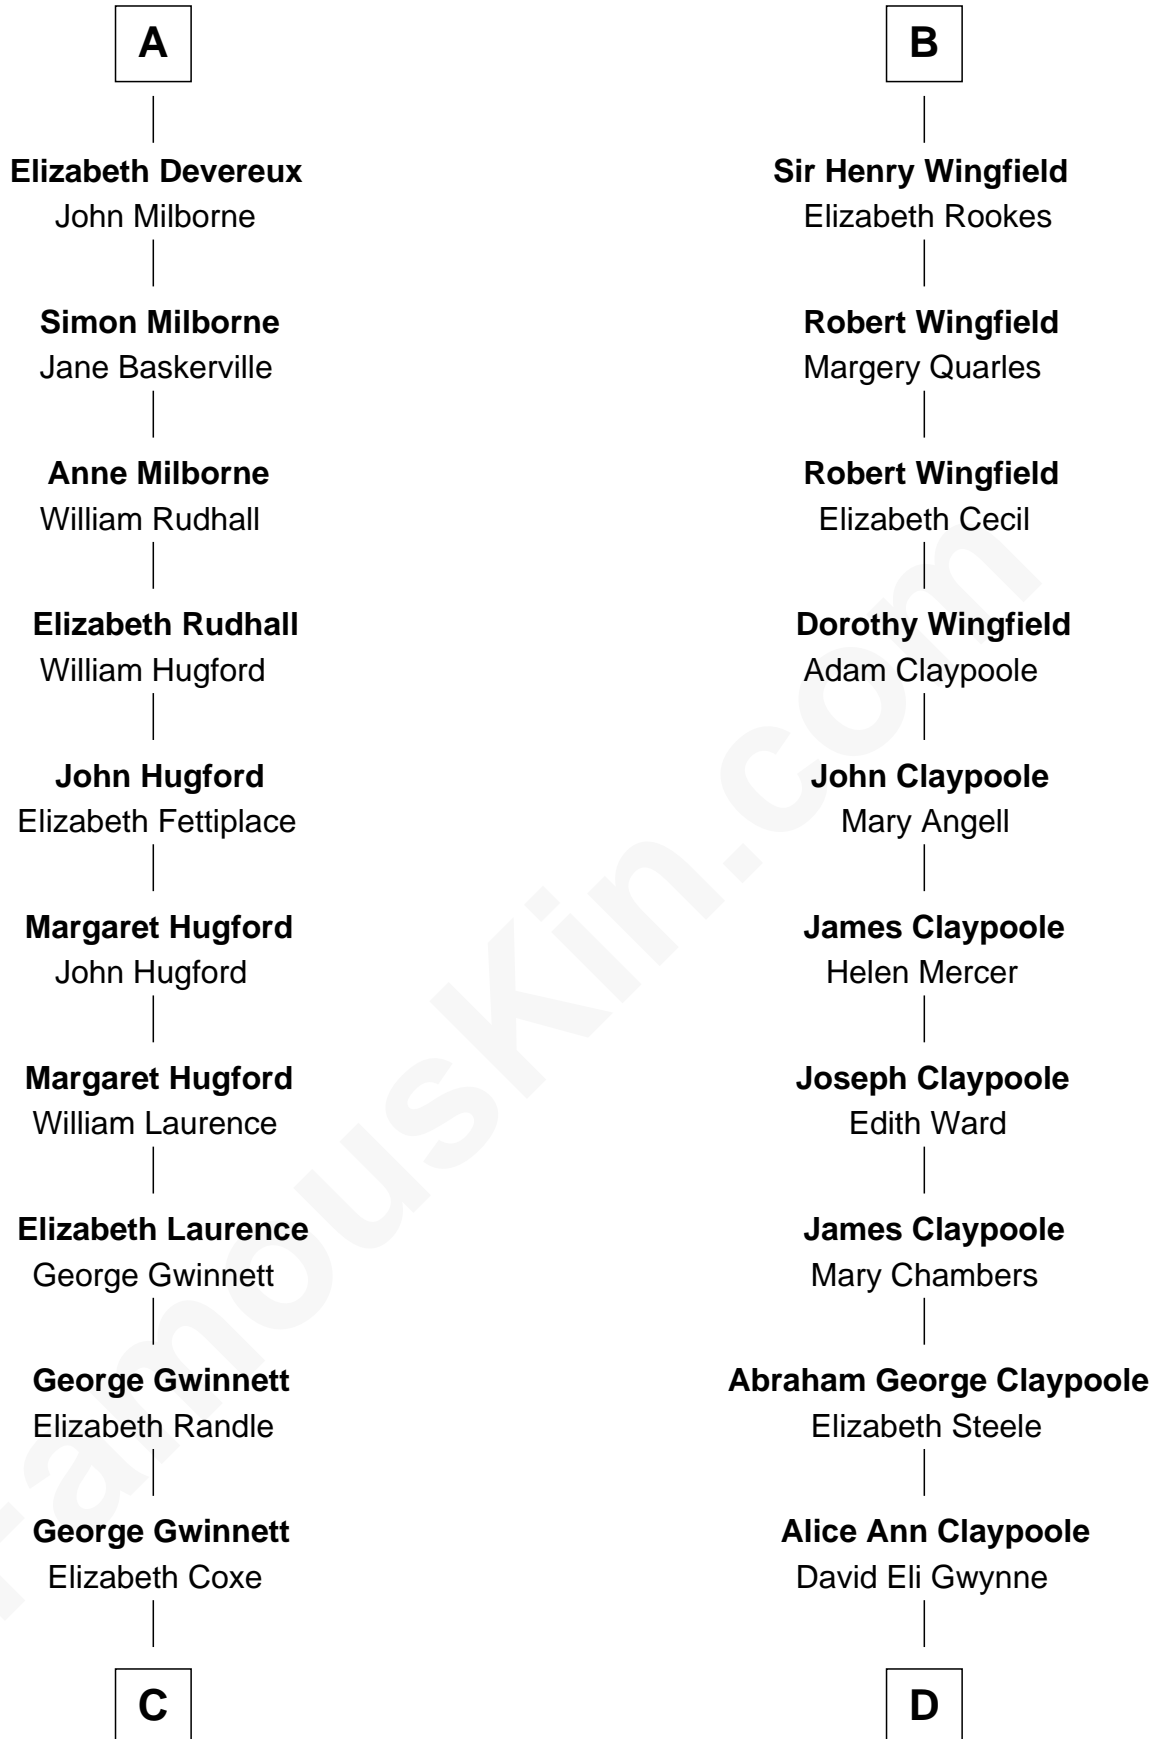 A
Elizabeth Devereux
John Milborne
Simon Milborne
Jane Baskerville
Anne Milborne
William Rudhall
Elizabeth Rudhall
William Hugford
John Hugford
Elizabeth Fettiplace
Margaret Hugford
John Hugford
Margaret Hugford
William Laurence
Elizabeth Laurence
George Gwinnett
George Gwinnett
Elizabeth Randle
George Gwinnett
Elizabeth Coxe
C
B
Sir Henry Wingfield
Elizabeth Rookes
Robert Wingfield
Margery Quarles
Robert Wingfield
Elizabeth Cecil
Dorothy Wingfield
Adam Claypoole
John Claypoole
Mary Angell
James Claypoole
Helen Mercer
Joseph Claypoole
Edith Ward
James Claypoole
Mary Chambers
Abraham George Claypoole
Elizabeth Steele
Alice Ann Claypoole
David Eli Gwynne
D
FamousKin.com